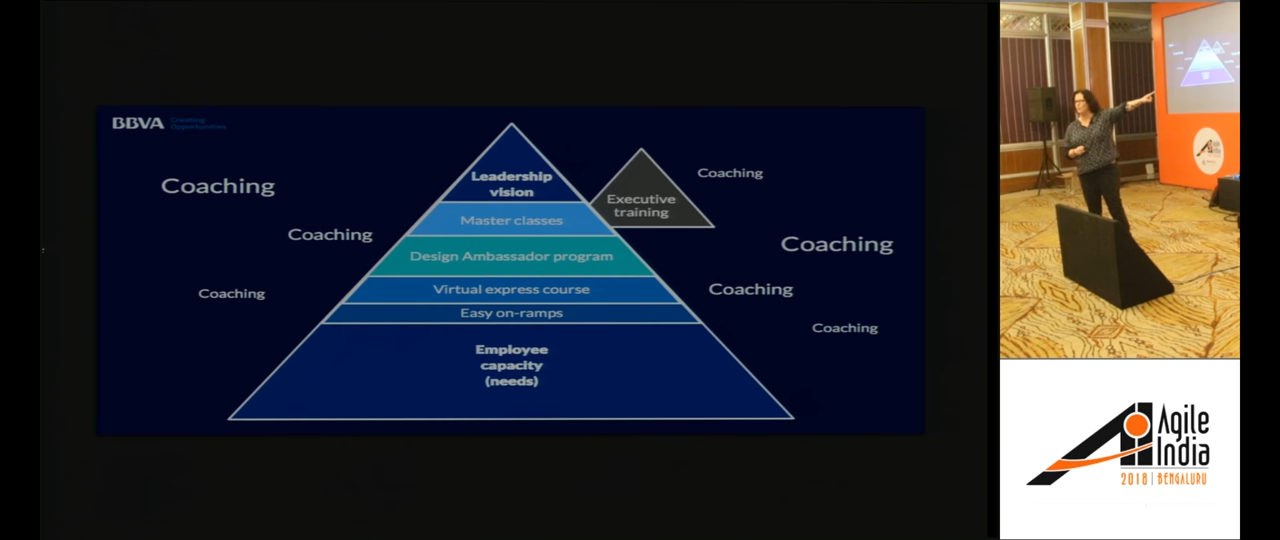 BBVA Creating
Opportunities
Coaching
Coaching
Coaching
Leadership
vision
Master classes
Design Ambassador program
Virtual express course
Easy on-ramps
Employee
capacity
(needs)
Executive
training
Coaching
Coaching
Coaching
Coaching
Agile
India
2018 | BENGALURU